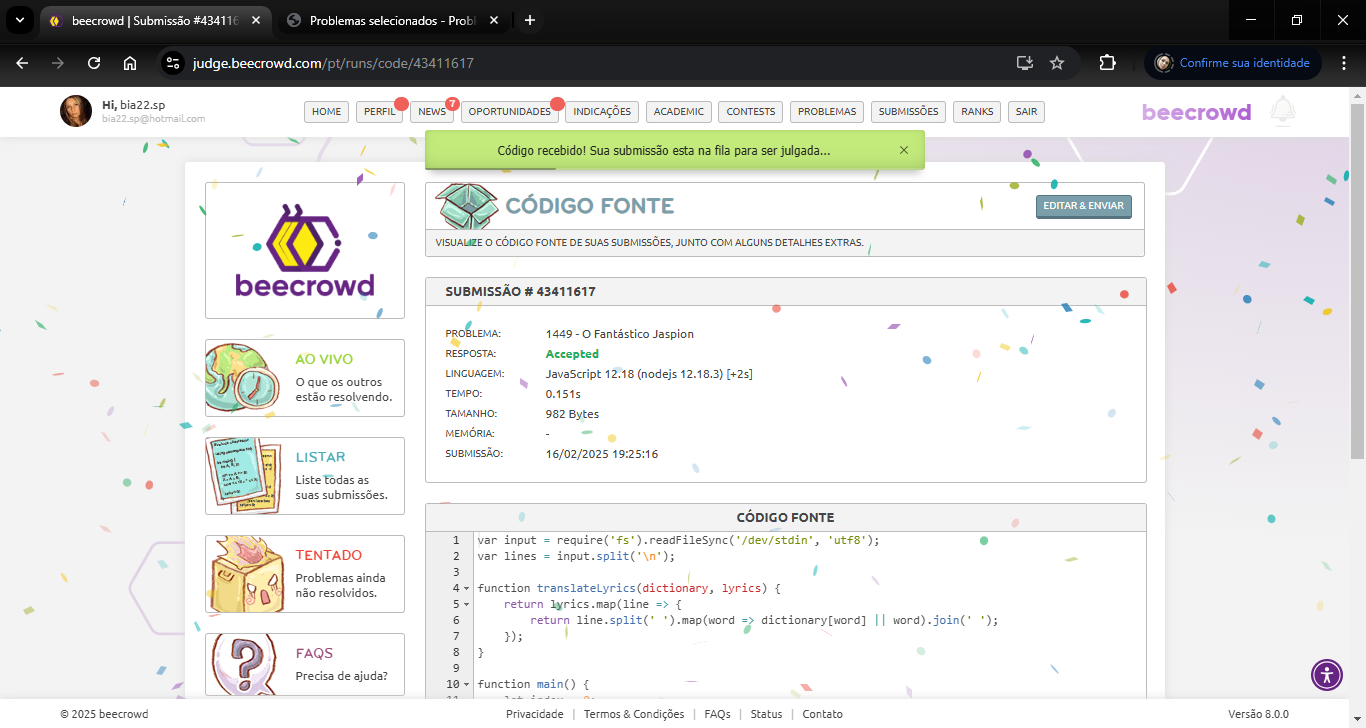 beecrowd | Submissão #434116
Problemas selecionados - Probl
judge.beecrowd.com/pt/runs/code/43411617
Confirme sua identidade
Hi, bia22.sp
bia22.sp@hotmail.com
HOME
PERFIL
NEWS
7
OPORTUNIDADES
INDICAÇÕES
ACADEMIC
CONTESTS
PROBLEMS
SUBMISSÕES
RANKS
SAIR
beecrowd
Código recebido! Sua submissão esta na fila para ser julgada...
beecrowd
CÓDIGO FONTE
EDITAR & ENVIAR
VISUALIZE O CÓDIGO FONTE DE SUAS SUBMISSÕES, JUNTO COM ALGUNS DETALHES EXTRAS.
SUBMISSÃO # 43411617
PROBLEMA: 1449 - O Fantástico Jaspion
RESPOSTA: Accepted
LINGUAGEM: JavaScript 12.18 (nodejs 12.18.3) [+2s]
TEMPO: 0.151s
TAMANHO: 982 Bytes
MEMÓRIA: -
SUBMISSÃO: 16/02/2025 19:25:16
AO VIVO
O que os outros
estão resolvendo.
LISTAR
Liste todas as
suas submissões.
TENTADO
Problemas ainda
não resolvidos.
FAQS
Precisa de ajuda?
CÓDIGO FONTE
1 var input = require('fs').readFileSync('/dev/stdin', 'utf8');
2 var lines = input.split('\n');
3
4 function translateLyrics(dictionary, lyrics) {
5 return lyrics.map(line => {
6 return line.split(' ').map(word => dictionary[word] || word).join(' ');
7 });
8 }
9
10 function main() {
© 2025 beecrowd
Privacidade | Termos & Condições | FAQs | Status | Contato
Versão 8.0.0